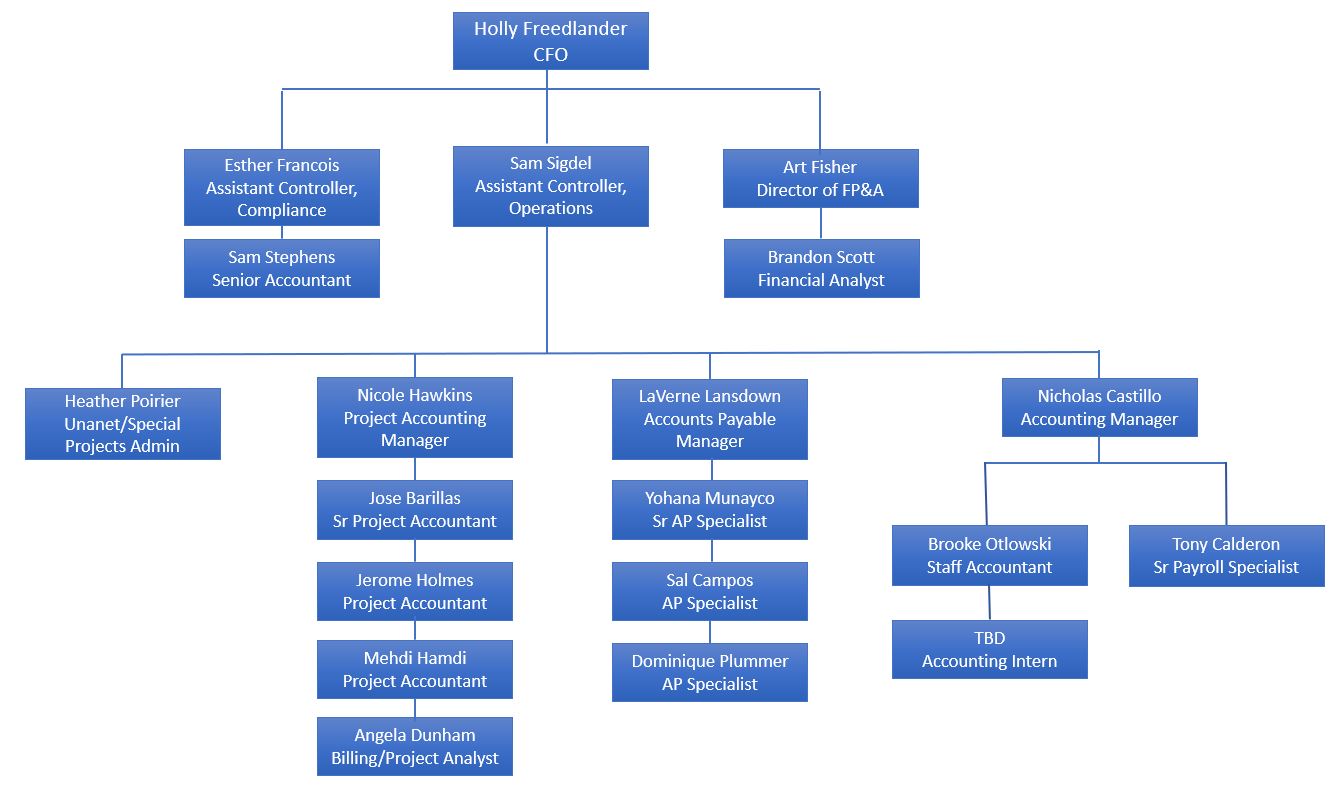 Holly Freedlander
CFO
Esther Francois
Assistant Controller,
Compliance
Sam Sigdel
Assistant Controller,
Operations
Art Fisher
Director of FP&A
Sam Stephens
Senior Accountant
Brandon Scott
Financial Analyst
Heather Poirier
Unanet/Special
Projects Admin
Nicole Hawkins
Project Accounting
Manager
LaVerne Lansdown
Accounts Payable
Manager
Nicholas Castillo
Accounting Manager
Jose Barillas
Sr Project Accountant
Yohana Munayco
Sr AP Specialist
Brooke Otlowski
Staff Accountant
Tony Calderon
Sr Payroll Specialist
Jerome Holmes
Project Accountant
Sal Campos
AP Specialist
TBD
Accounting Intern
Mehdi Hamdi
Project Accountant
Dominique Plummer
AP Specialist
Angela Dunham
Billing/Project Analyst